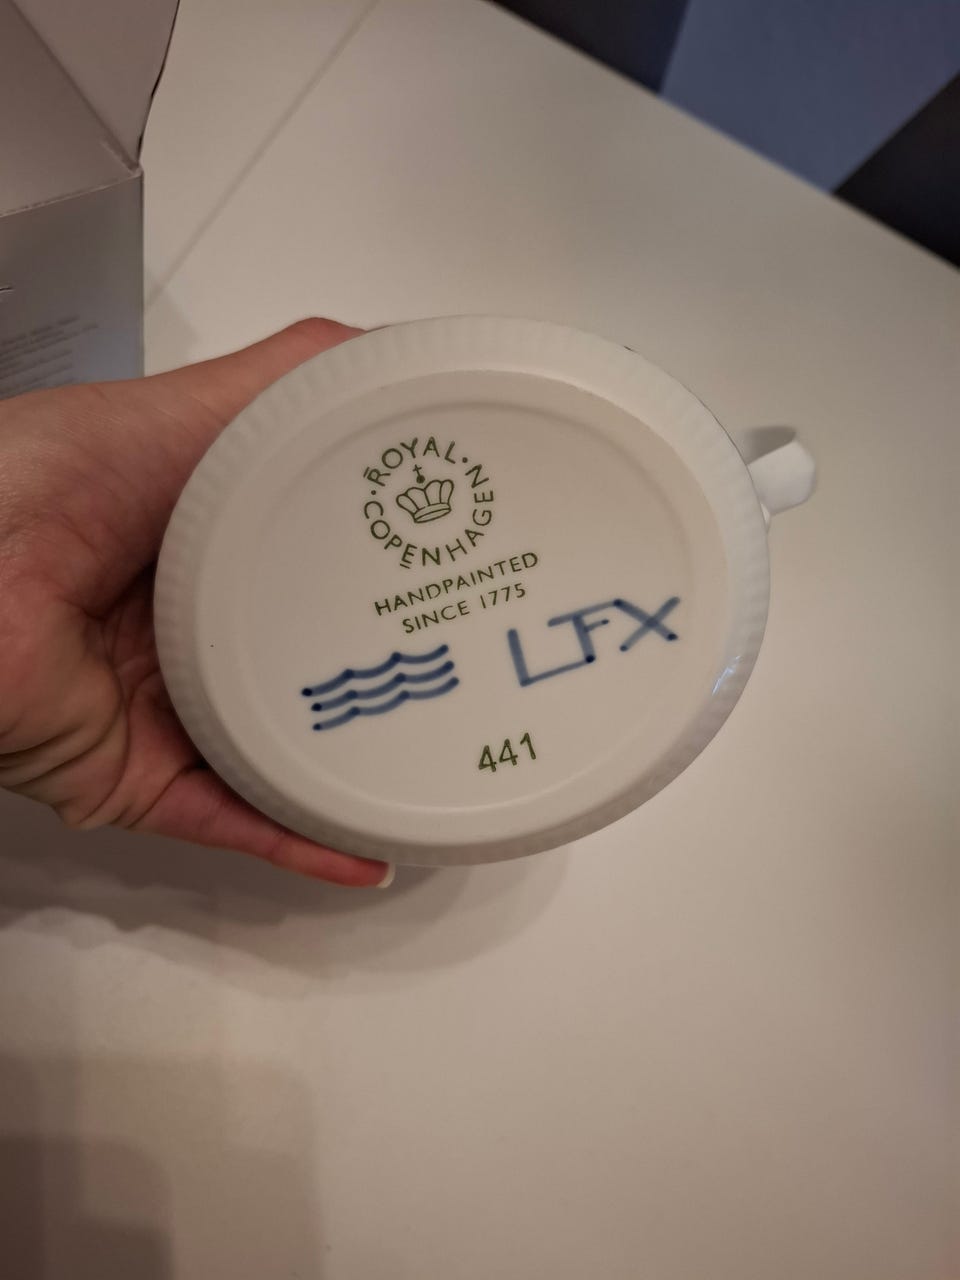 ROYAL
COPENHAGEN
HANDPAINTED
SINCE 1775
LFX
441